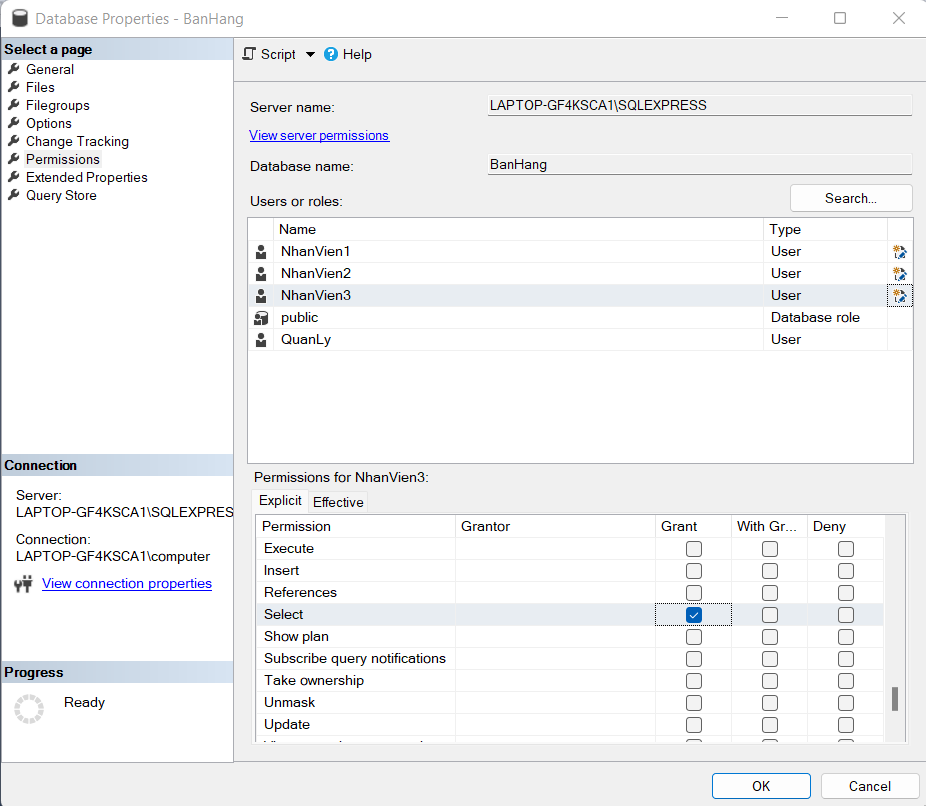 Database Properties - BanHang
Select a page
General
Files
Filegroups
Options
Change Tracking
Permissions
Extended Properties
Query Store
Connection
Server:
LAPTOP-GF4KSCA1\SQLEXPRES
Connection:
LAPTOP-GF4KSCA1\computer
View connection properties
Progress
Ready
Script Help
Server name: LAPTOP-GF4KSCA1\SQLEXPRESS
View server permissions
Database name: BanHang
Users or roles: Search...
Name Type
NhanVien1 User
NhanVien2 User
NhanVien3 User
public Database role
QuanLy User
Permissions for NhanVien3:
Explicit Effective
Permission Grantor Grant With Gr... Deny
Execute
Insert
References
Select
Show plan
Subscribe query notifications
Take ownership
Unmask
Update
OK Cancel